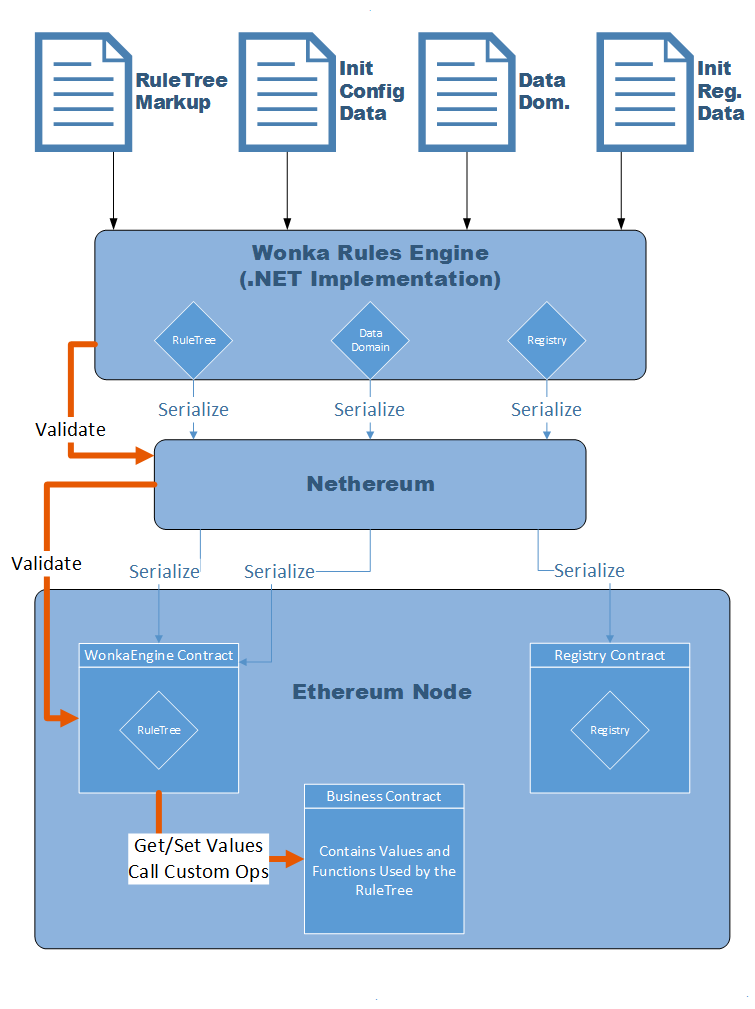 RuleTree
Markup
Init
Config
Data
Data
Dom.
Init
Reg.
Data
Wonka Rules Engine
(.NET Implementation)
RuleTree
Data
Domain
Registry
Serialize
Serialize
Serialize
Validate
Nethereum
Validate
Serialize
Serialize
Serialize
WonkaEngine Contract
Registry Contract
Ethereum Node
RuleTree
Registry
Business Contract
Get/Set Values
Call Custom Ops
Contains Values and
Functions Used by the
RuleTree